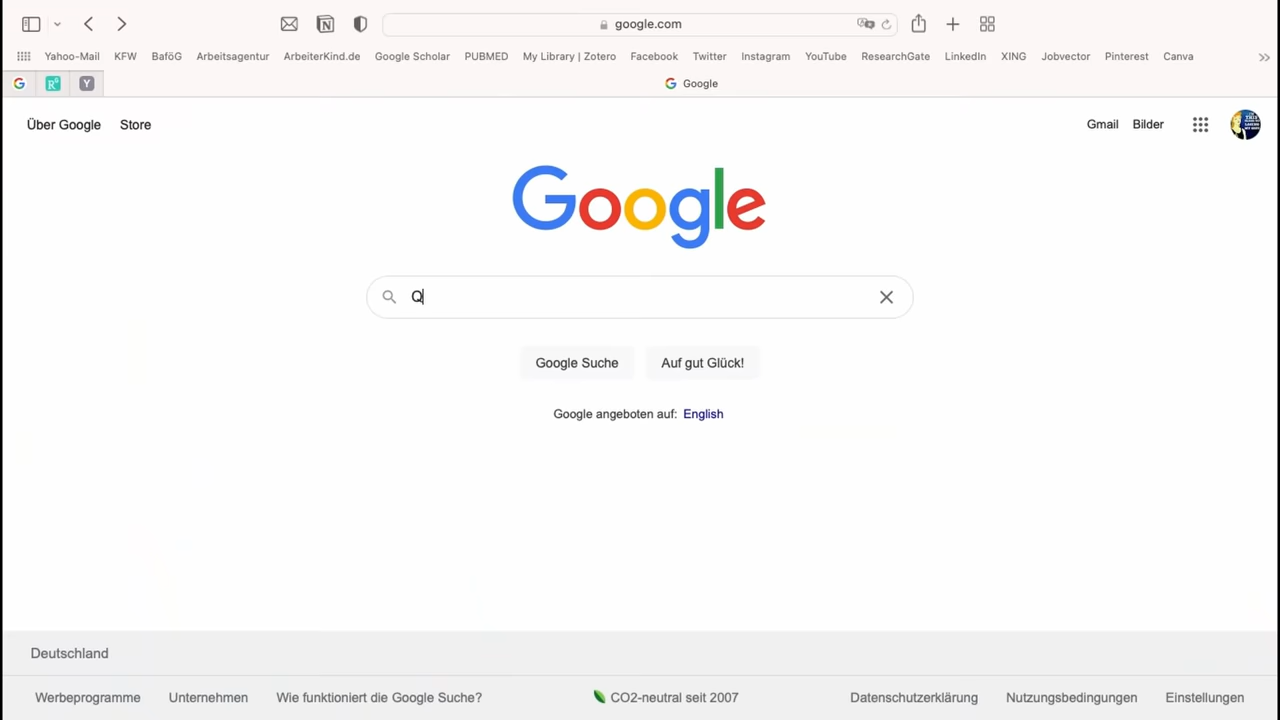 google.com
Yahoo-Mail KFW BaföG Arbeitsagentur ArbeiterKind.de Google Scholar PUBMED My Library | Zotero Facebook Twitter Instagram YouTube ResearchGate LinkedIn XING Jobvector Pinterest Canva
G R Y Google
Über Google Store Gmail Bilder
Google
Q
Google Suche Auf gut Glück!
Google angeboten auf: English
Deutschland
Werbeprogramme Unternehmen Wie funktioniert die Google Suche? CO2-neutral seit 2007 Datenschutzerklärung Nutzungsbedingungen Einstellungen